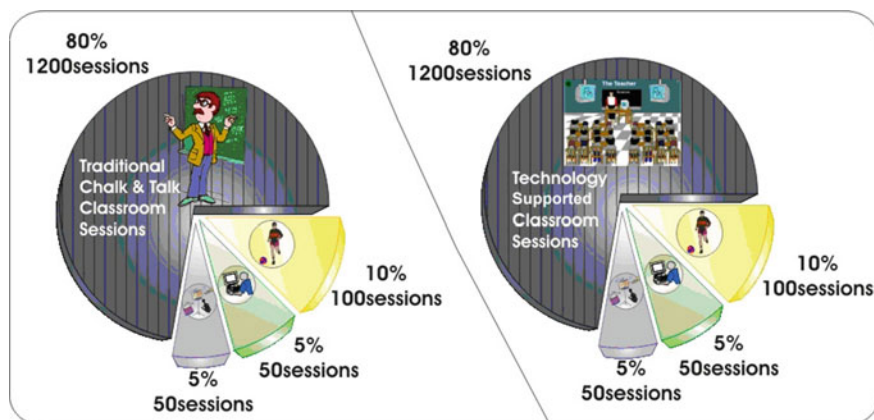 80%
1200sessions
Traditional
Chalk & Talk
Classroom
Sessions
10%
100sessions
5%
50sessions
5%
50sessions
80%
1200sessions
The Teacher
Technology
Supported
Classroom
Sessions
10%
100sessions
5%
50sessions
5%
50sessions